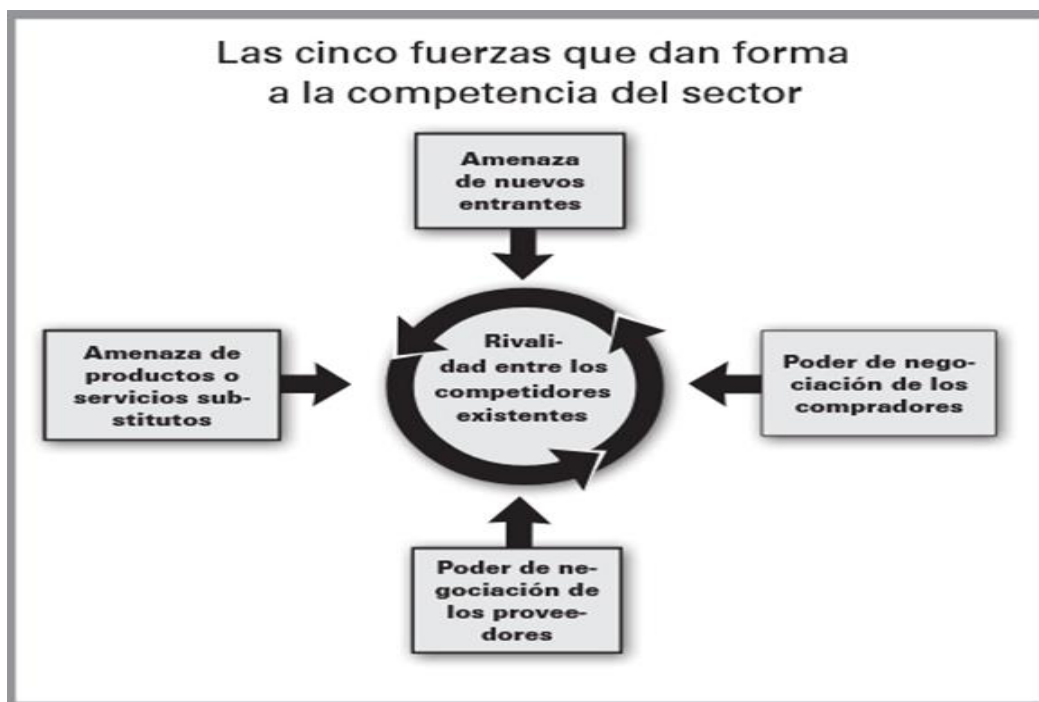 Las cinco fuerzas que dan forma
a la competencia del sector
Amenaza
de nuevos
entrantes
Amenaza de
productos o
servicios sub-
stitutos
Rivali-
dad entre los
competidores
existentes
Poder de nego-
ciación de los
compradores
Poder de ne-
gociación de
los provee-
dores